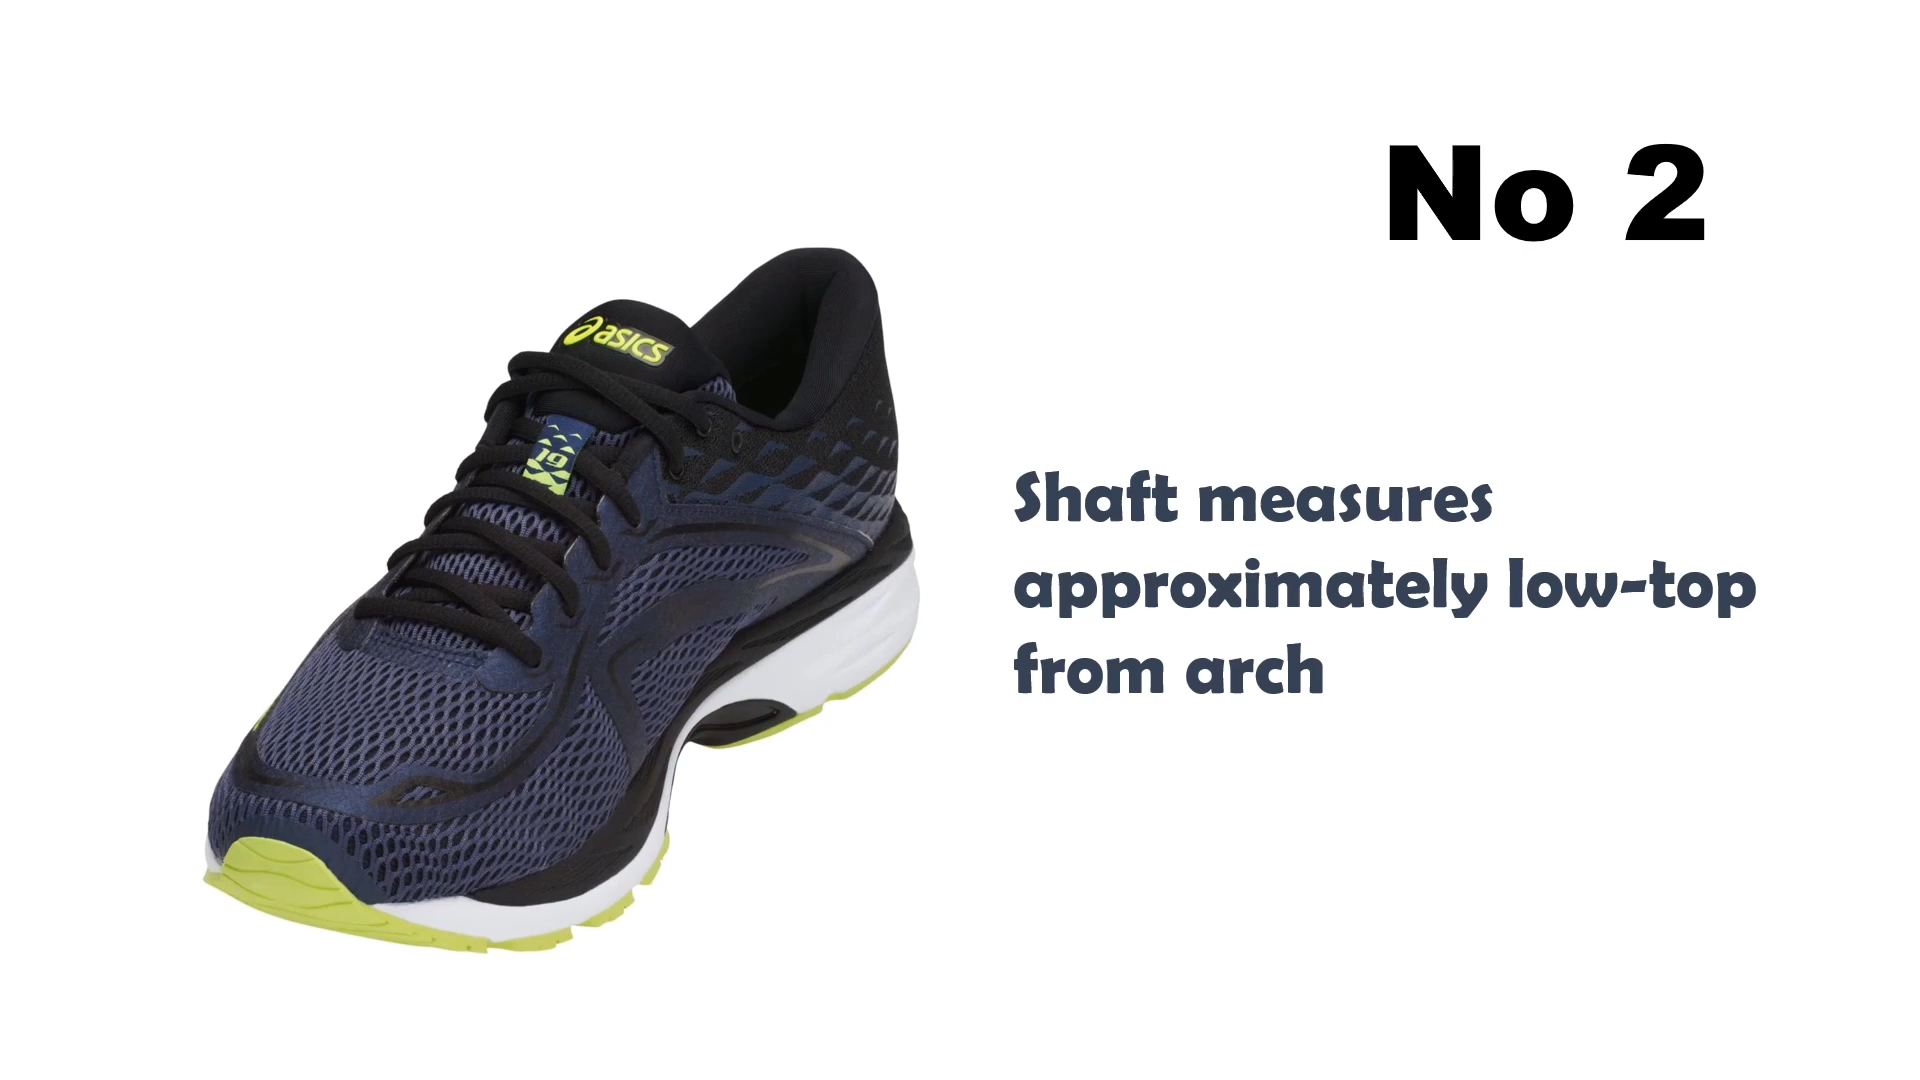 No 2
asics
19
Shaft measures
approximately low-top
from arch